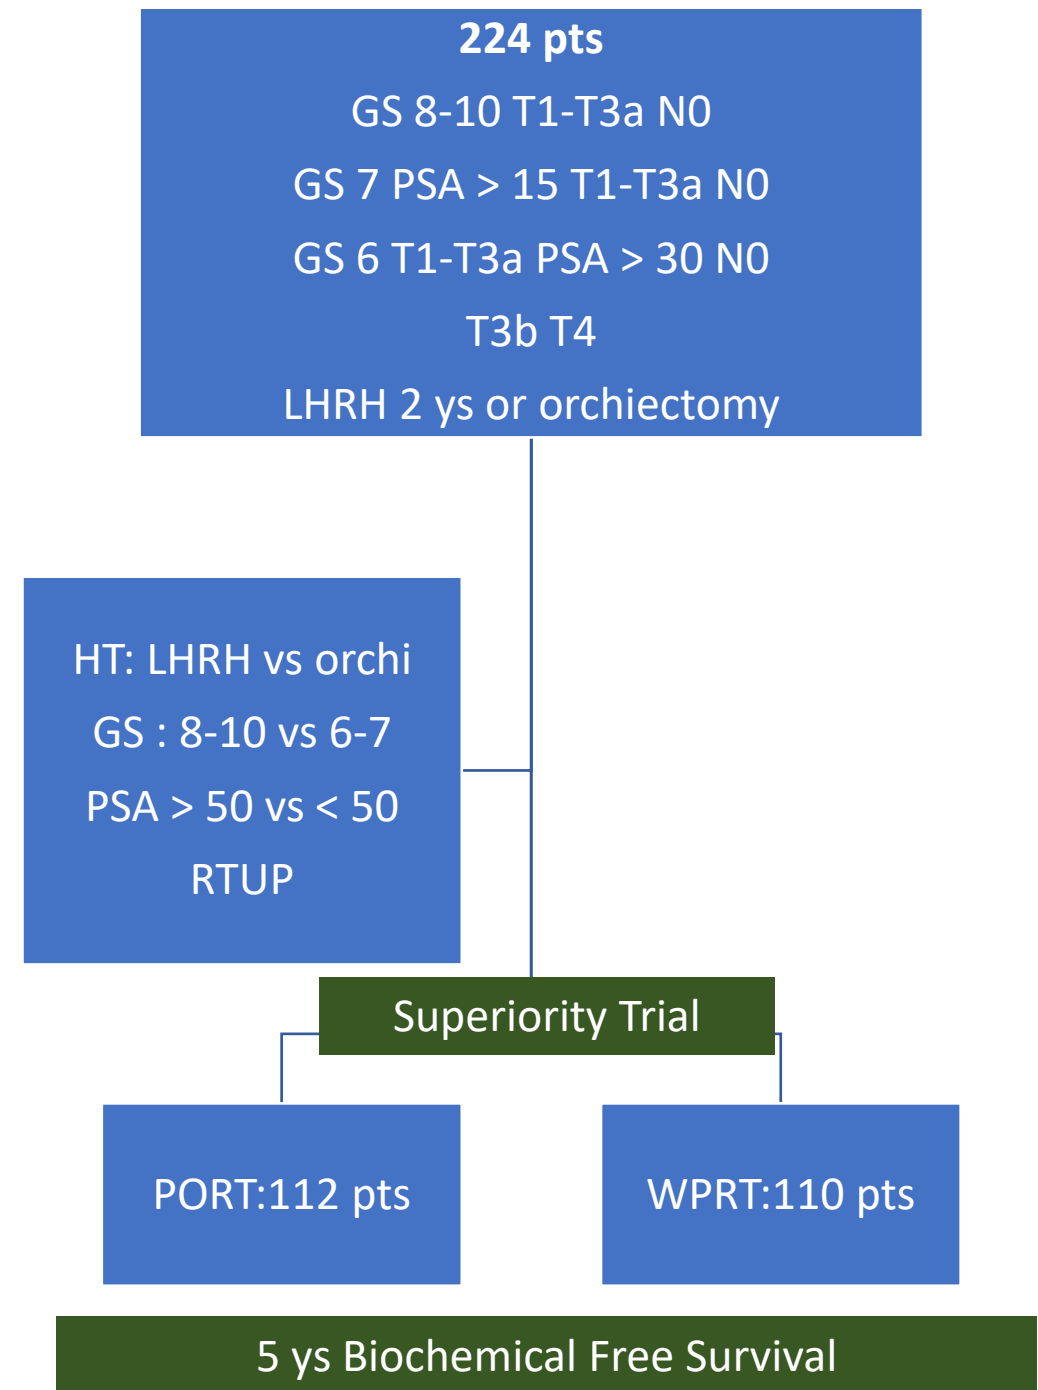 224 pts
GS 8-10 T1-T3a N0
GS 7 PSA > 15 T1-T3a N0
GS 6 T1-T3a PSA > 30 N0
T3b T4
LHRH 2 ys or orchiectomy
HT: LHRH vs orchi
GS : 8-10 vs 6-7
PSA > 50 vs < 50
RTUP
Superiority Trial
PORT:112 pts
WPRT:110 pts
5 ys Biochemical Free Survival